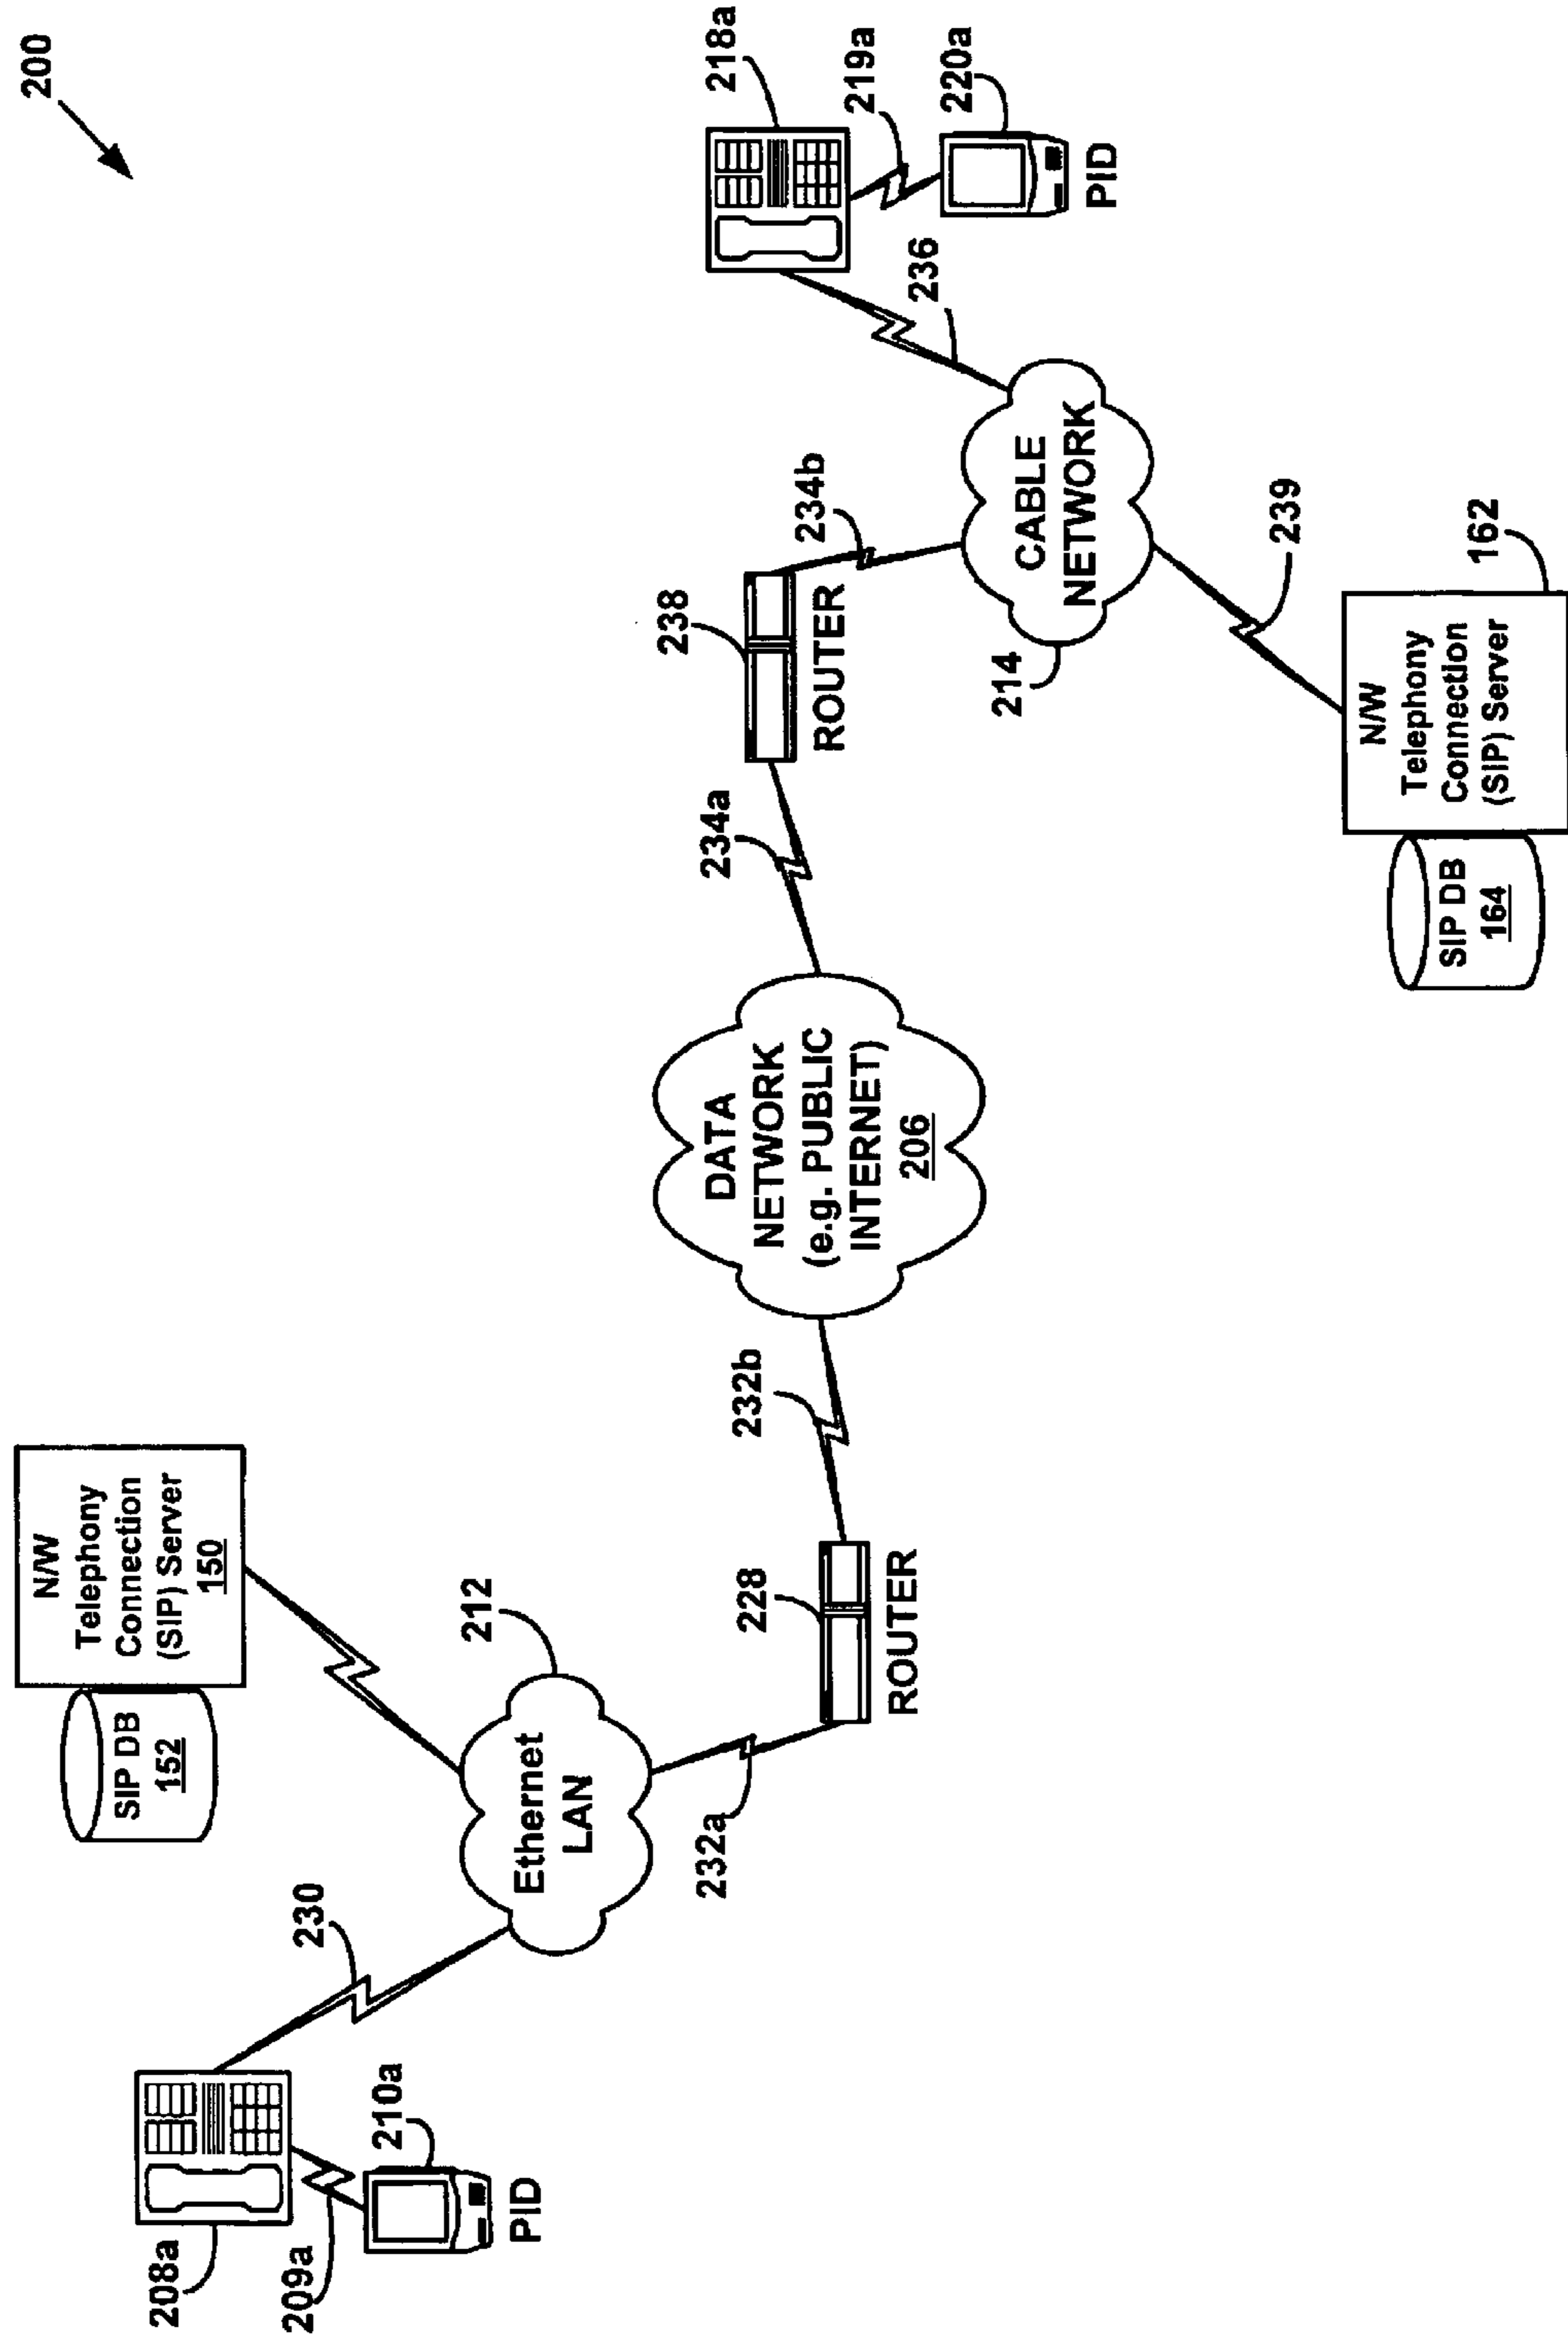 200
N/W
Telephony
Connection
(SIP) Server
150
SIP DB
152
208a
209a
210a
PID
230
Ethernet
LAN
212
232a
228
ROUTER
232b
DATA
NETWORK
(e.g. PUBLIC
INTERNET)
206
234a
238
ROUTER
234b
218a
219a
220a
PID
236
CABLE
NETWORK
214
239
N/W
Telephony
Connection
(SIP) Server
162
SIP DB
164